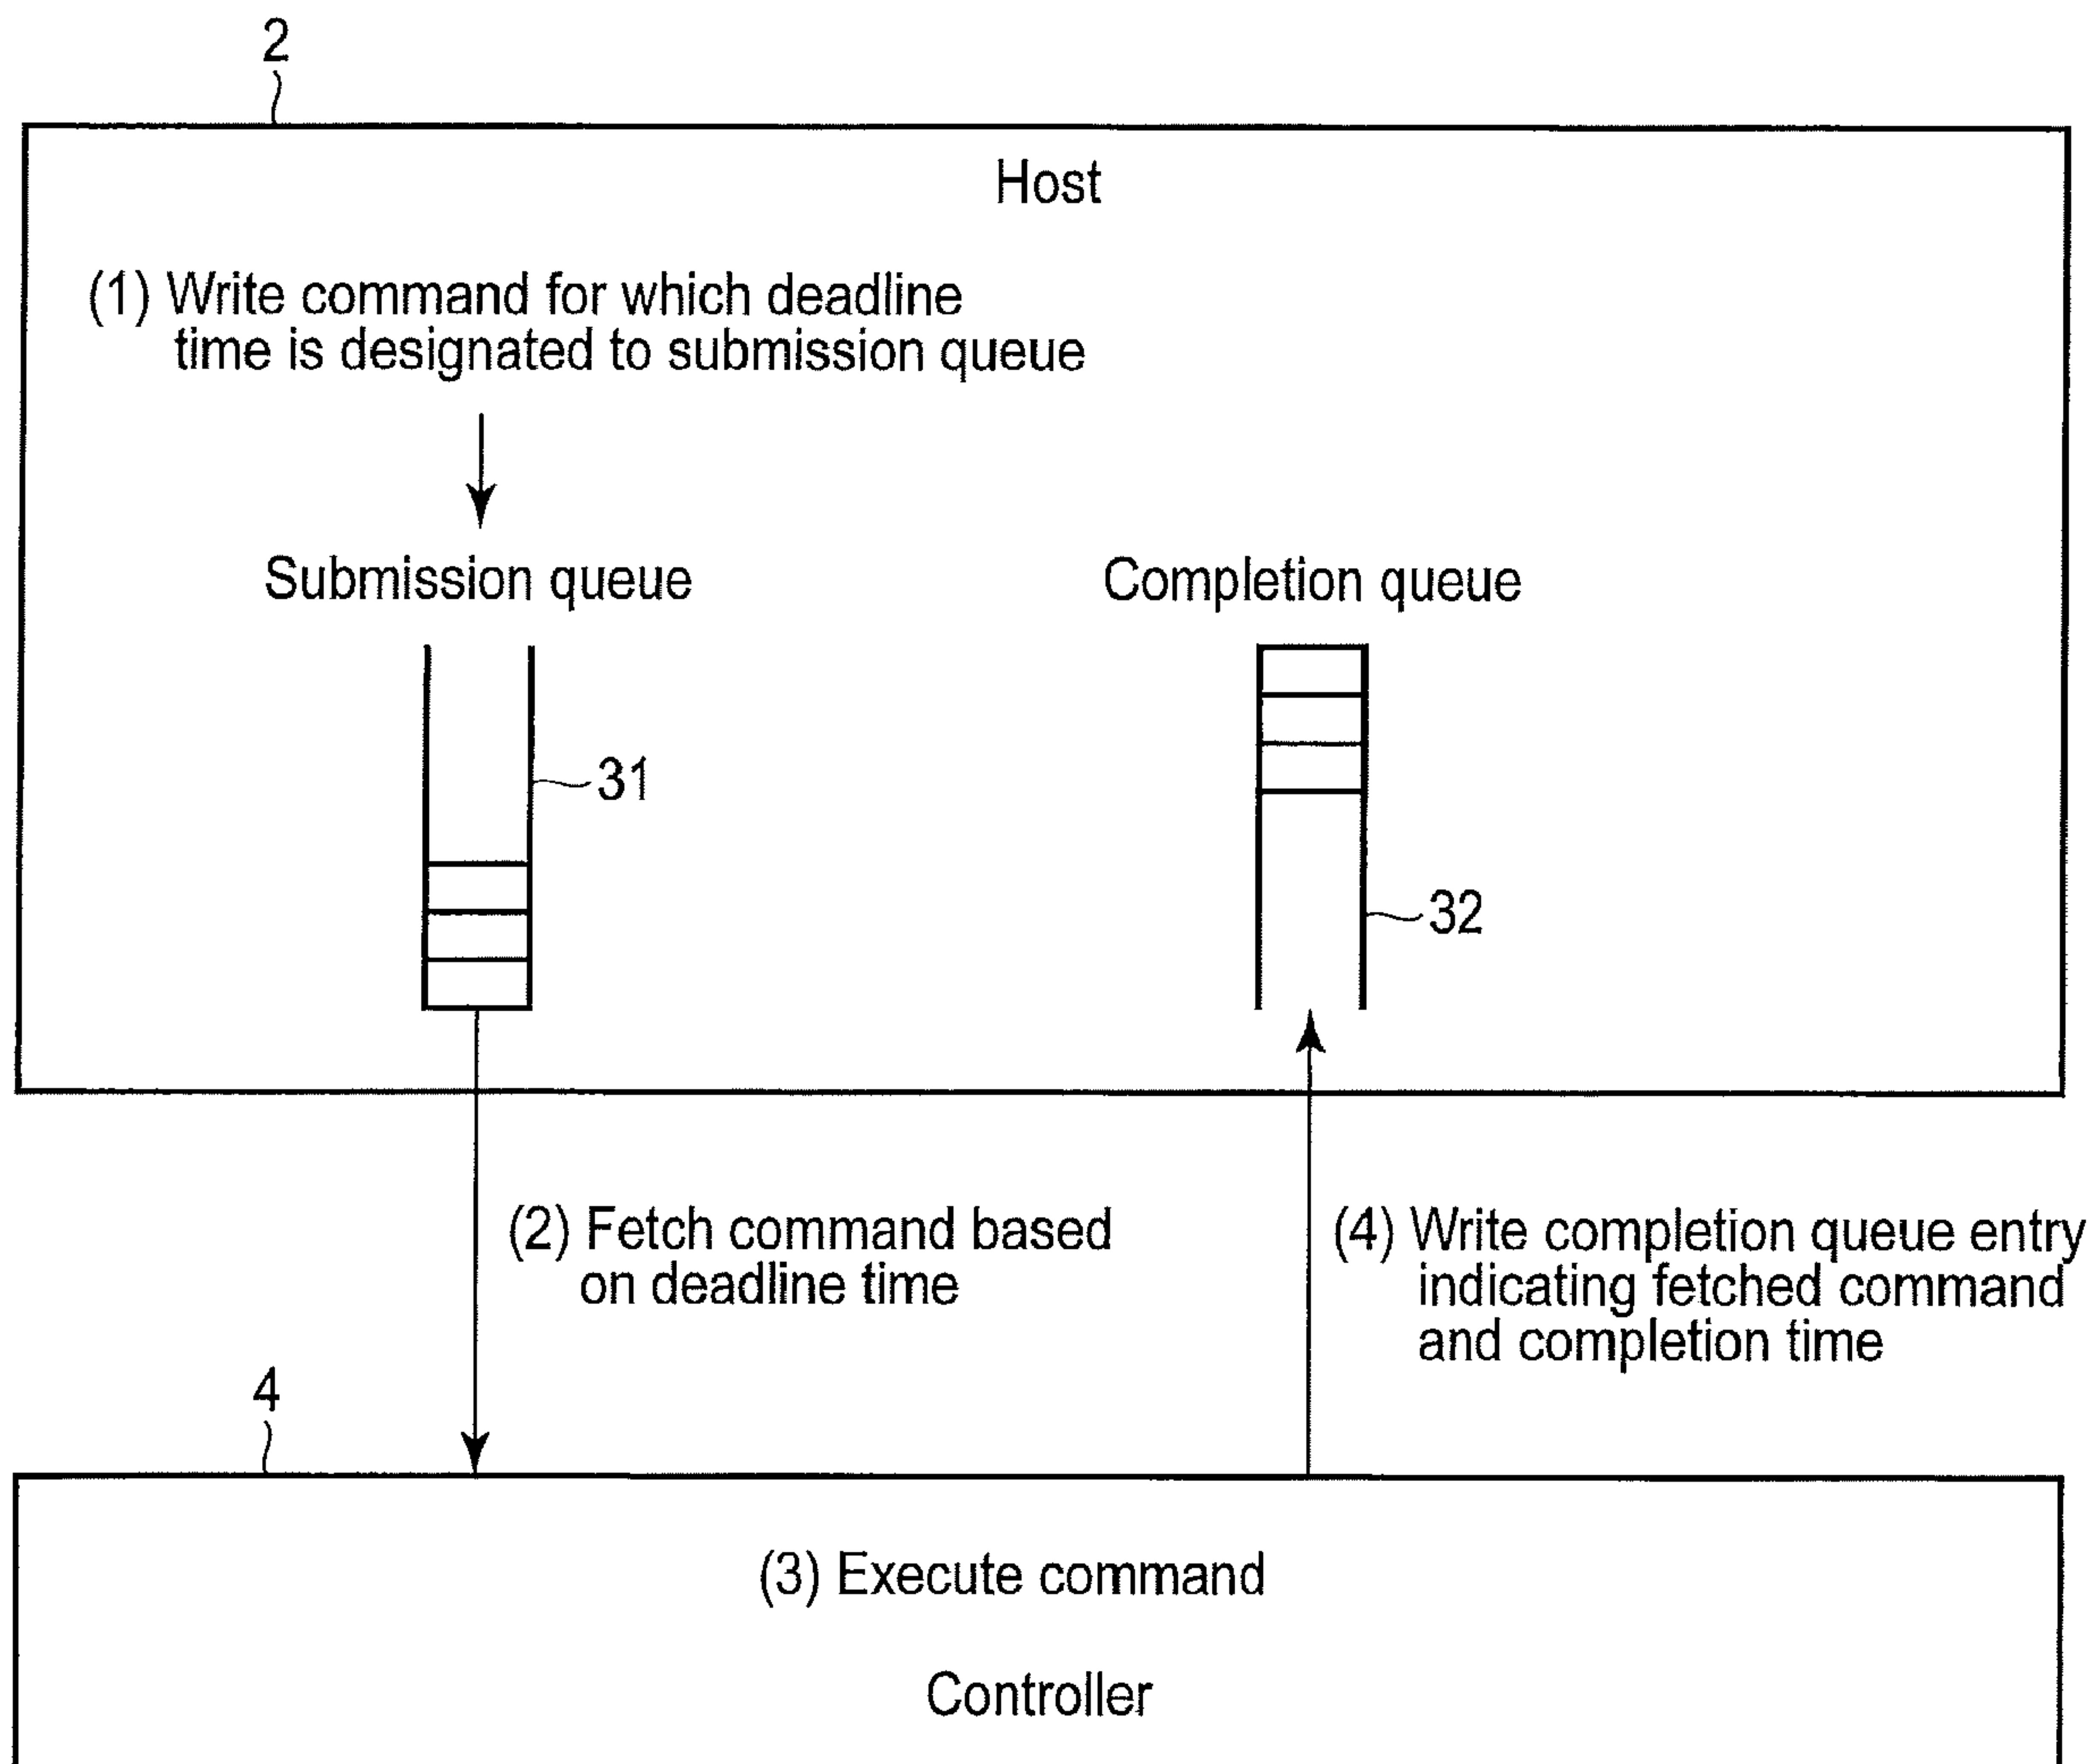 2
Host
(1) Write command for which deadline
time is designated to submission queue
Submission queue
Completion queue
31
32
(2) Fetch command based
on deadline time
(4) Write completion queue entry
indicating fetched command
and completion time
4
(3) Execute command
Controller